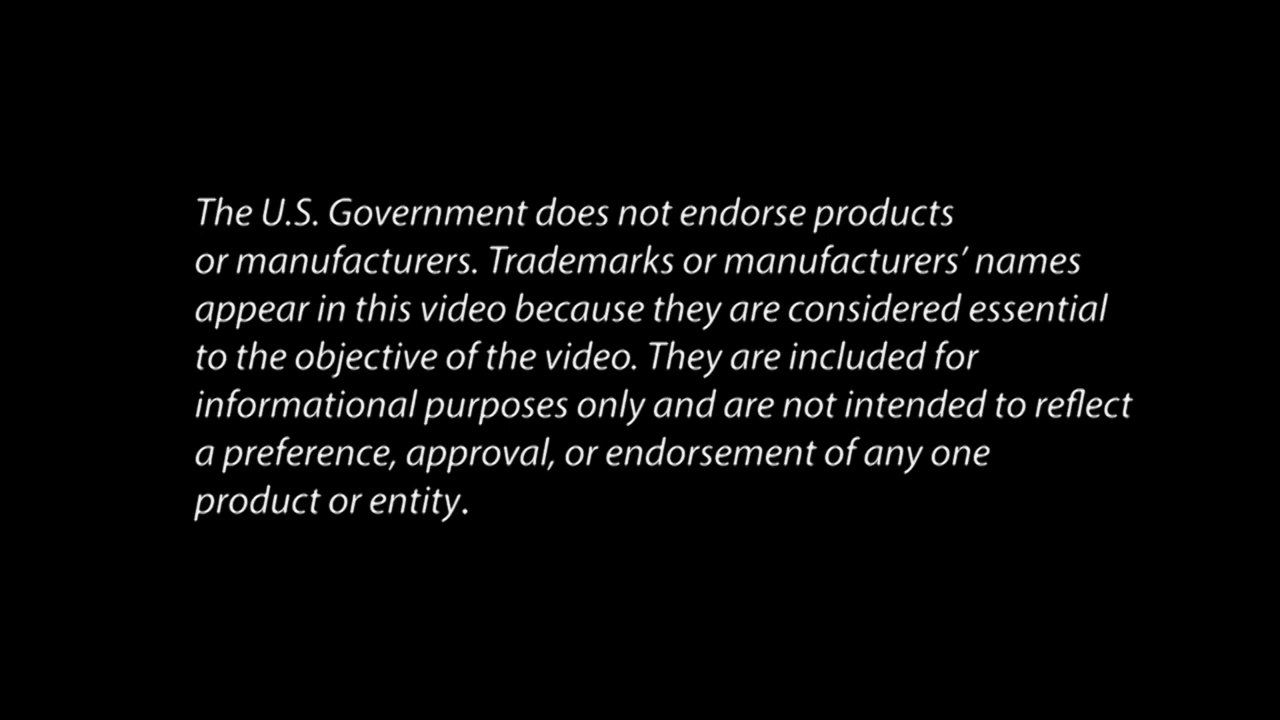 The U.S. Government does not endorse products
or manufacturers. Trademarks or manufacturers’ names
appear in this video because they are considered essential
to the objective of the video. They are included for
informational purposes only and are not intended to reflect
a preference, approval, or endorsement of any one
product or entity.